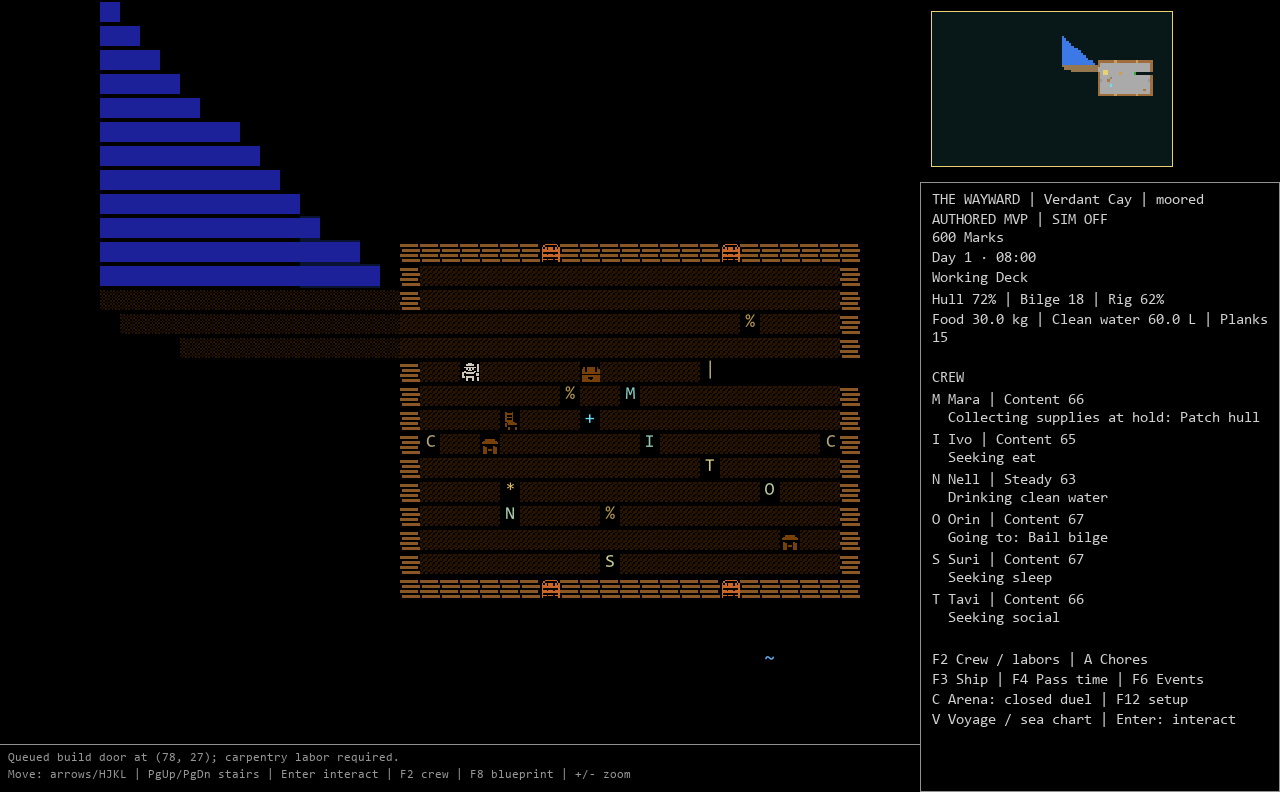 THE WAYWARD | Verdant Cay | moored
AUTHORED MVP | SIM OFF
600 Marks
Day 1 · 08:00
Working Deck
Hull 72% | Bilge 18 | Rig 62%
Food 30.0 kg | Clean water 60.0 L | Planks
15
CREW
M Mara | Content 66
Collecting supplies at hold: Patch hull
I Ivo | Content 65
Seeking eat
N Nell | Steady 63
Drinking clean water
O Orin | Content 67
Going to: Bail bilge
S Suri | Content 67
Seeking sleep
T Tavi | Content 66
Seeking social
F2 Crew / labors | A Chores
F3 Ship | F4 Pass time | F6 Events
C Arena: closed duel | F12 setup
V Voyage / sea chart | Enter: interact
%
|
% M
+
C I C
T
* O
N %
S
~
Queued build door at (78, 27); carpentry labor required.
Move: arrows/HJKL | PgUp/PgDn stairs | Enter interact | F2 crew | F8 blueprint | +/- zoom